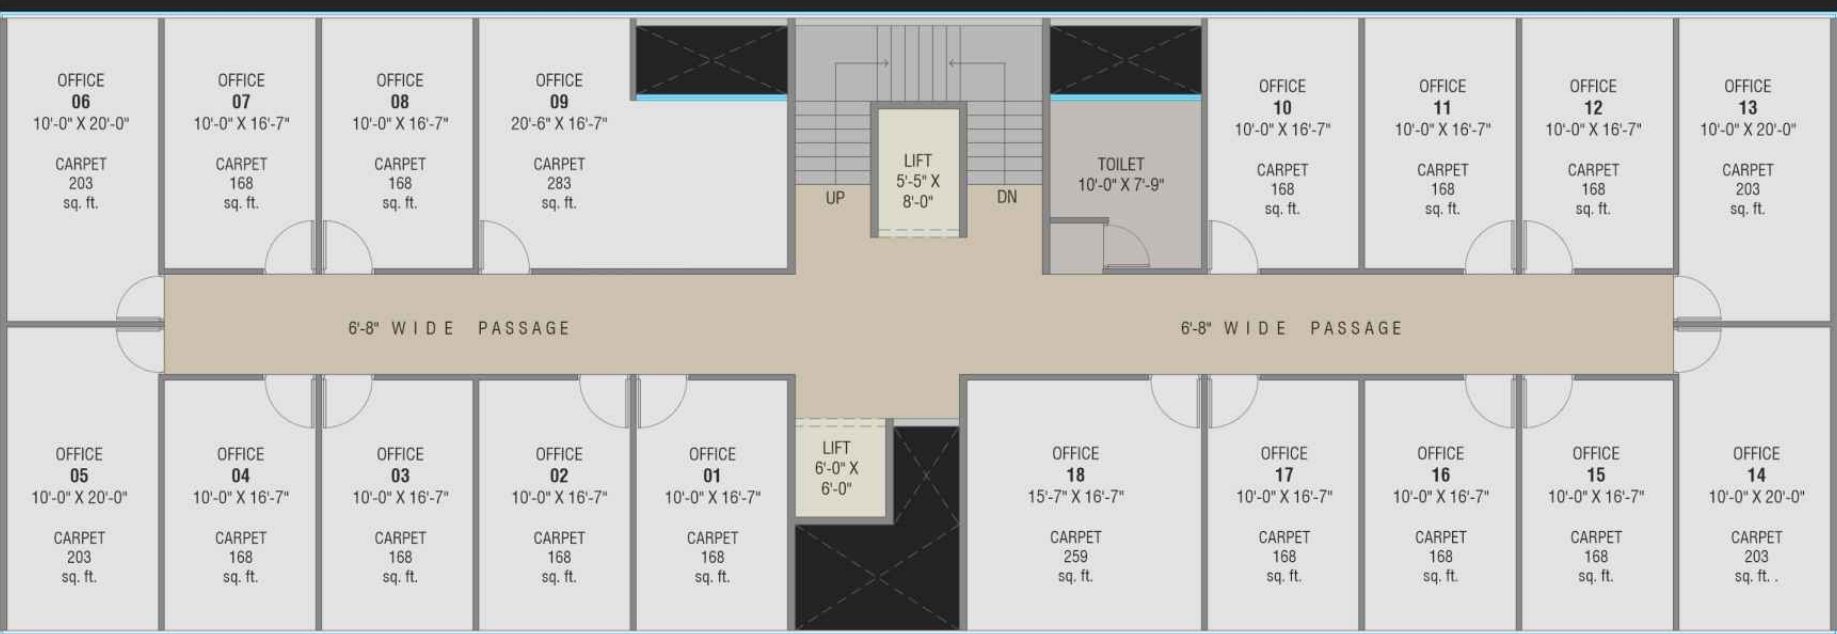 OFFICE
06
10'-0" X 20'-0"
CARPET
203
sq. ft.
OFFICE
07
10'-0" X 16'-7"
CARPET
168
sq. ft.
OFFICE
08
10'-0" X 16'-7"
CARPET
168
sq. ft.
OFFICE
09
20'-6" X 16'-7"
CARPET
283
sq. ft.
UP
LIFT
5'-5" X
8'-0"
DN
TOILET
10'-0" X 7'-9"
OFFICE
10
10'-0" X 16'-7"
CARPET
168
sq. ft.
OFFICE
11
10'-0" X 16'-7"
CARPET
168
sq. ft.
OFFICE
12
10'-0" X 16'-7"
CARPET
168
sq. ft.
OFFICE
13
10'-0" X 20'-0"
CARPET
203
sq. ft.
6'-8" WIDE PASSAGE
6'-8" WIDE PASSAGE
OFFICE
05
10'-0" X 20'-0"
CARPET
203
sq. ft.
OFFICE
04
10'-0" X 16'-7"
CARPET
168
sq. ft.
OFFICE
03
10'-0" X 16'-7"
CARPET
168
sq. ft.
OFFICE
02
10'-0" X 16'-7"
CARPET
168
sq. ft.
OFFICE
01
10'-0" X 16'-7"
CARPET
168
sq. ft.
LIFT
6'-0" X
6'-0"
OFFICE
18
15'-7" X 16'-7"
CARPET
259
sq. ft.
OFFICE
17
10'-0" X 16'-7"
CARPET
168
sq. ft.
OFFICE
16
10'-0" X 16'-7"
CARPET
168
sq. ft.
OFFICE
15
10'-0" X 16'-7"
CARPET
168
sq. ft.
OFFICE
14
10'-0" X 20'-0"
CARPET
203
sq. ft. .